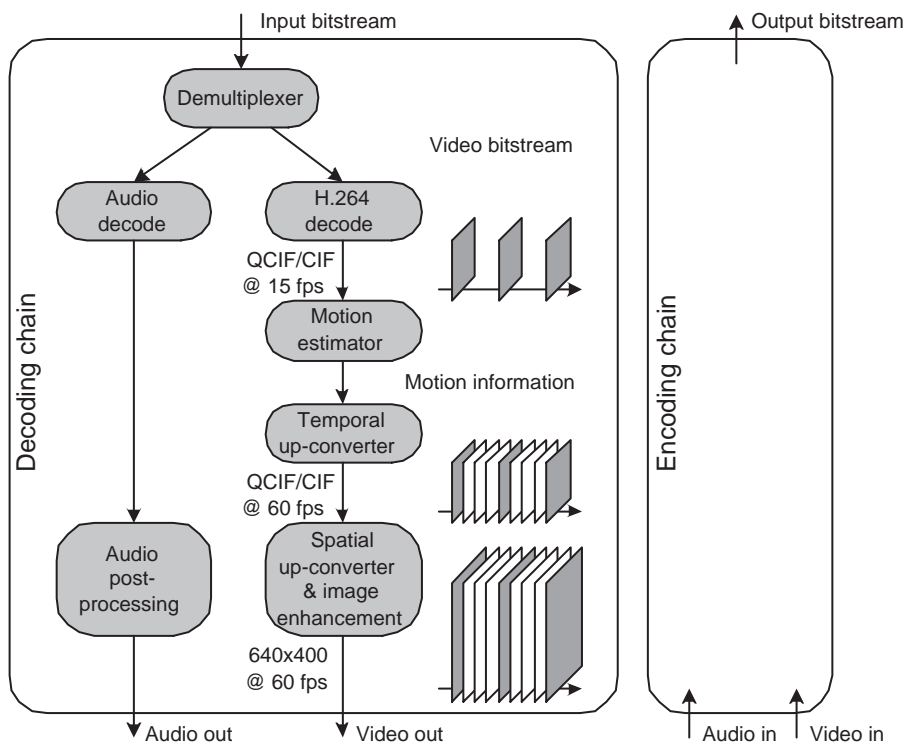 Input bitstream
Output bitstream
Demultiplexer
Video bitstream
Audio
decode
H.264
decode
QCIF/CIF
@ 15 fps
Motion
estimator
Motion information
Decoding chain
Encoding chain
Temporal
up-converter
QCIF/CIF
@ 60 fps
Audio
post-
processing
Spatial
up-converter
& image
enhancement
640x400
@ 60 fps
Audio out
Video out
Audio in
Video in